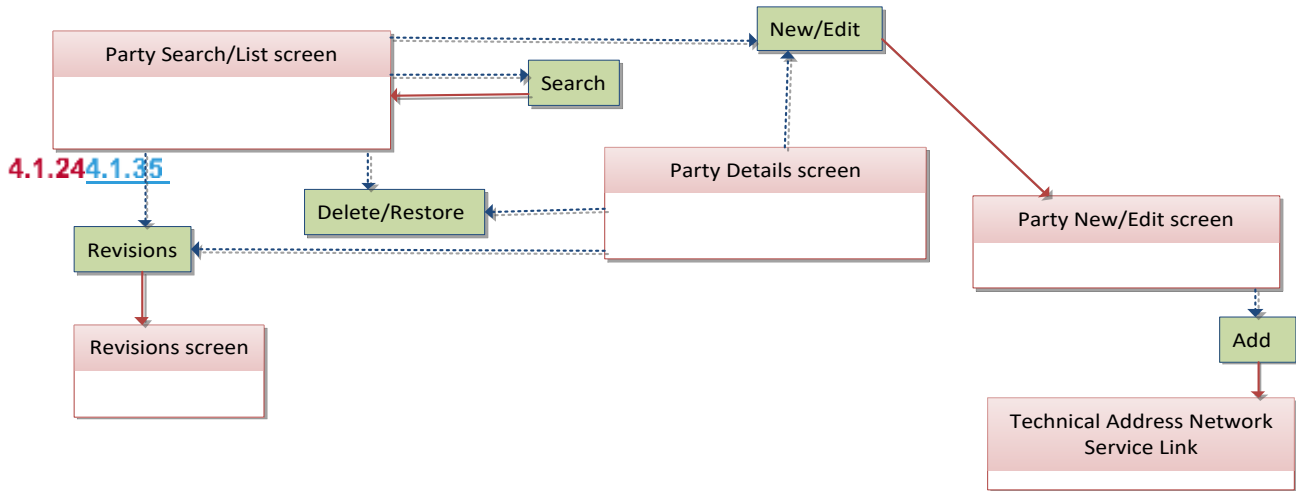 New/Edit
Party Search/List screen
Search
4.1.244.1.35
Party Details screen
Delete/Restore
Party New/Edit screen
Revisions
Add
Revisions screen
Technical Address Network
Service Link